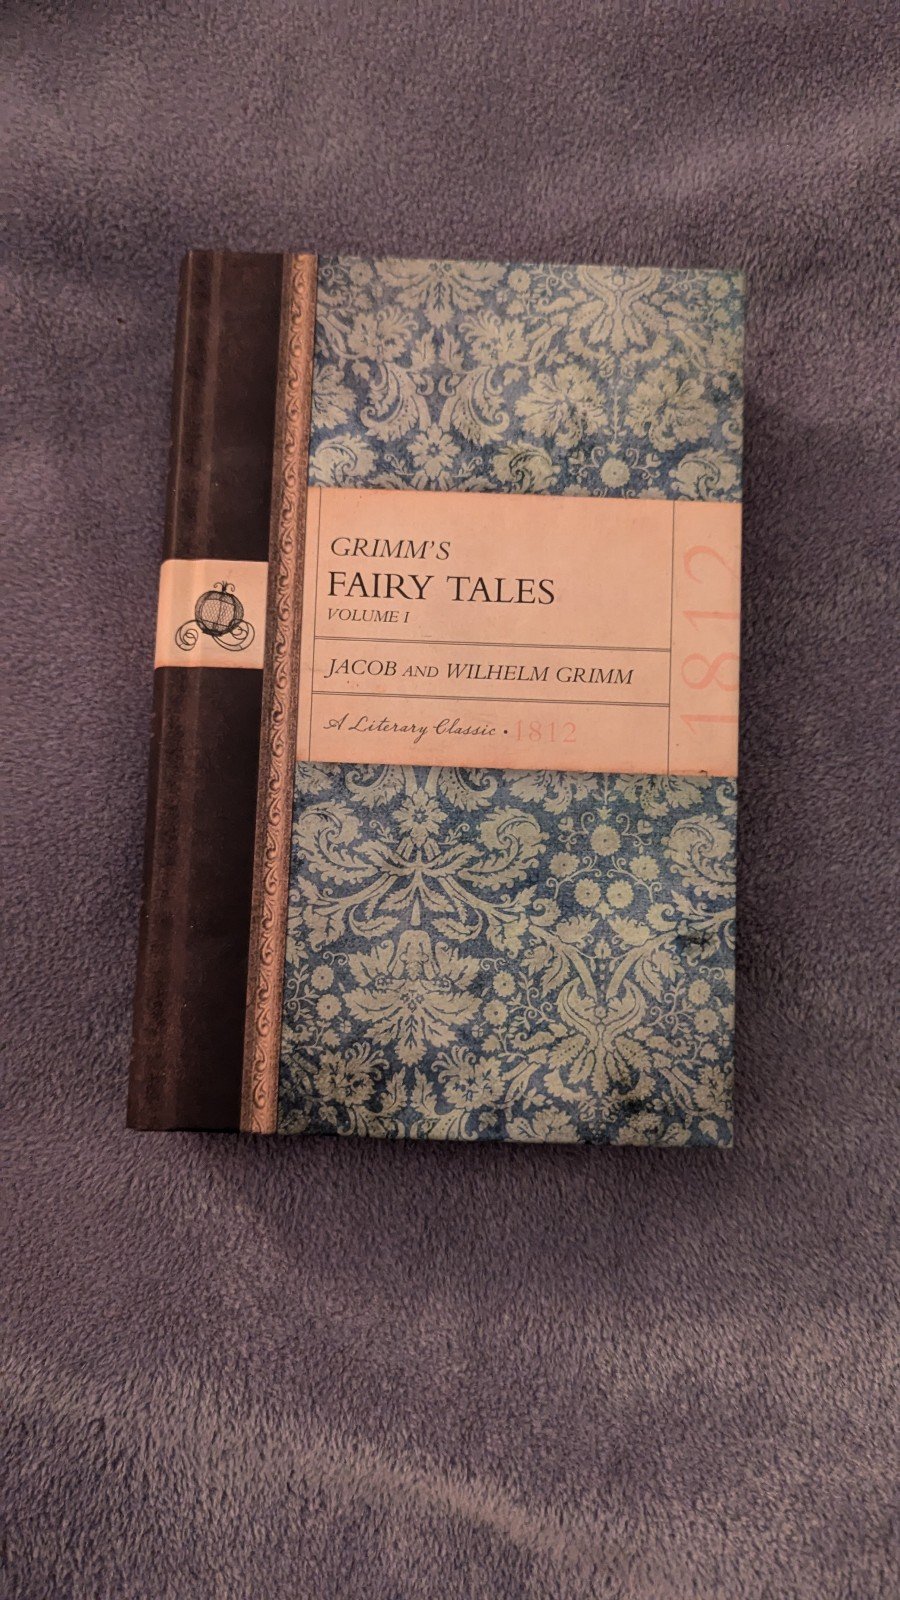 GRIMM'S
FAIRY TALES
VOLUME I
JACOB AND WILHELM GRIMM
A Literary Classic • 1812
1812